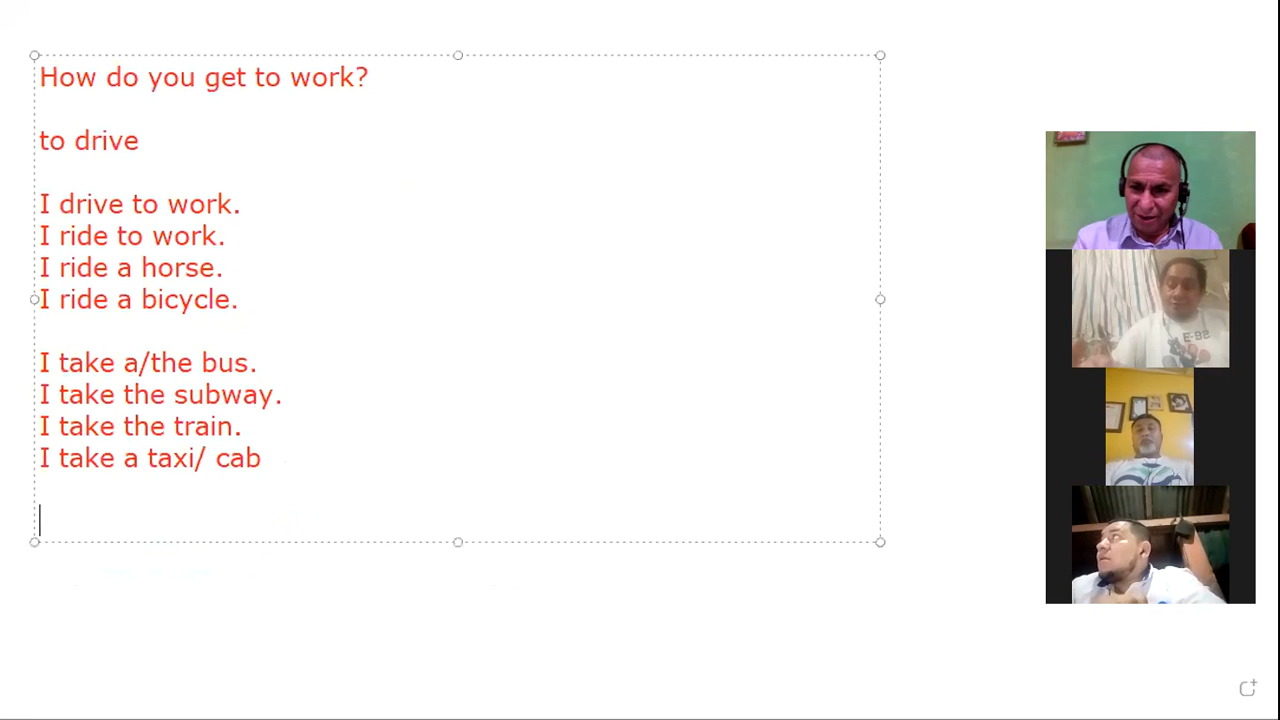 How do you get to work?
to drive
I drive to work.
I ride to work.
I ride a horse.
I ride a bicycle.
I take a/the bus.
I take the subway.
I take the train.
I take a taxi/ cab
E-92